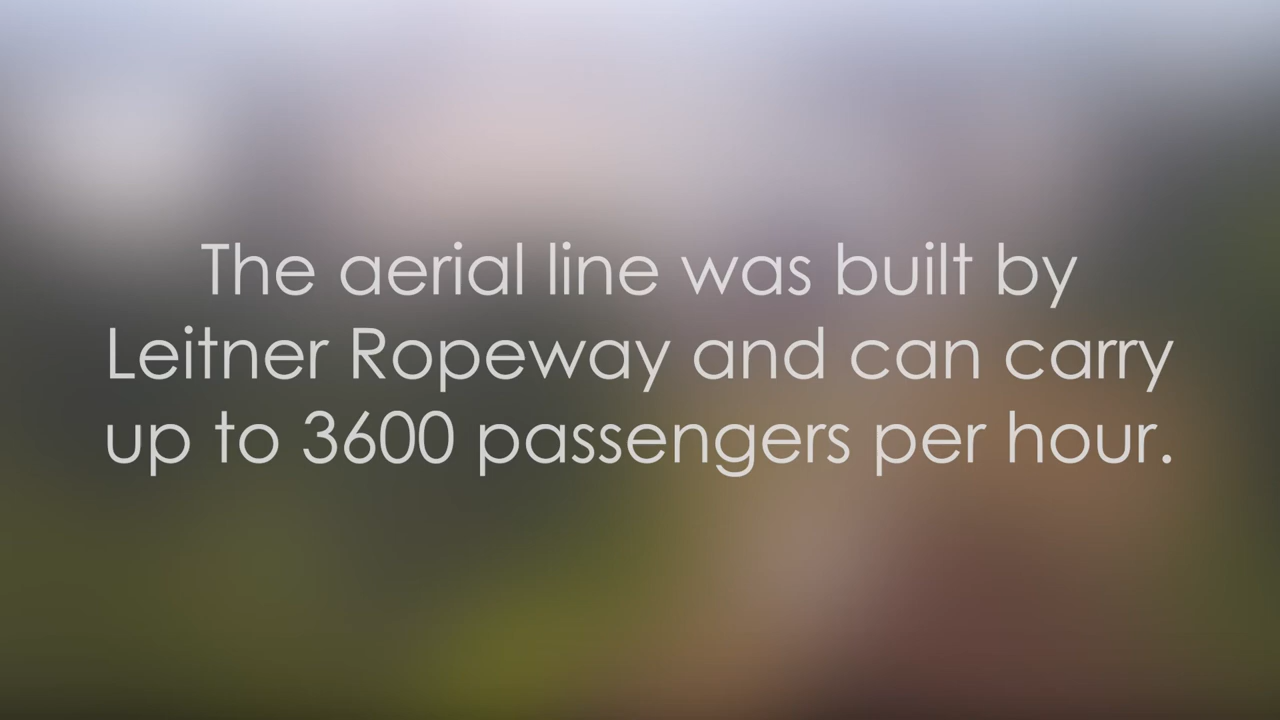 The aerial line was built by
Leitner Ropeway and can carry
up to 3600 passengers per hour.